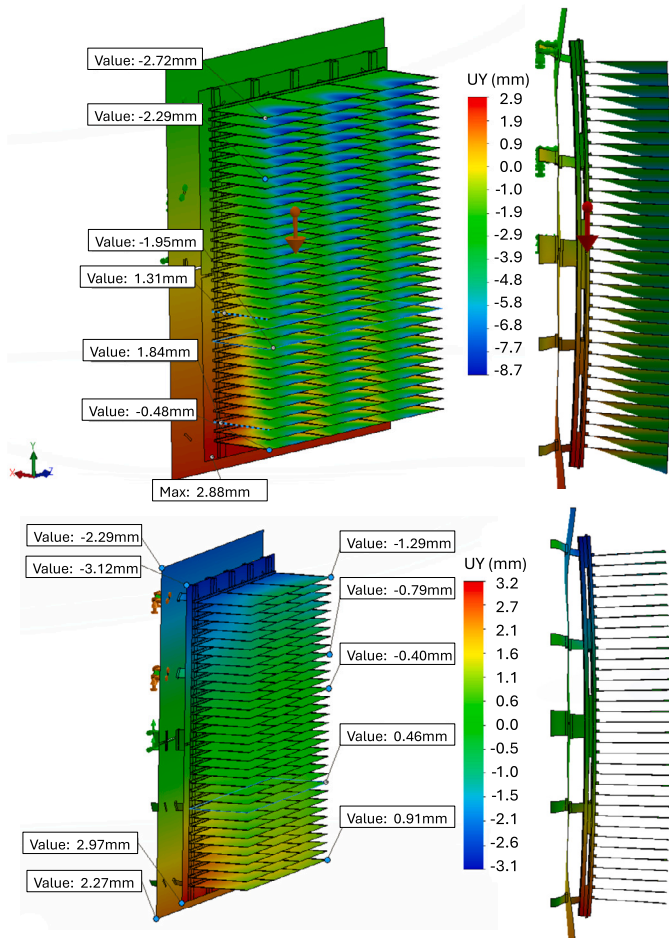 Value: -2.72mm
Value: -2.29mm
Value: -1.95mm
Value: 1.31mm
Value: 1.84mm
Value: -0.48mm
Max: 2.88mm
Y
X
Z
UY (mm)
2.9
1.9
0.0
-1.0
-1.9
-2.9
-3.9
-4.8
-5.8
-6.8
-7.7
-8.7
Value: -2.29mm
Value: -3.12mm
Value: -1.29mm
Value: -0.79mm
Value: -0.40mm
Value: 0.46mm
Value: 0.91mm
Value: 2.97mm
Value: 2.27mm
UY (mm)
3.2
2.7
2.1
1.6
1.1
0.6
0.0
-0.5
-1.0
-1.5
-2.1
-2.6
-3.1